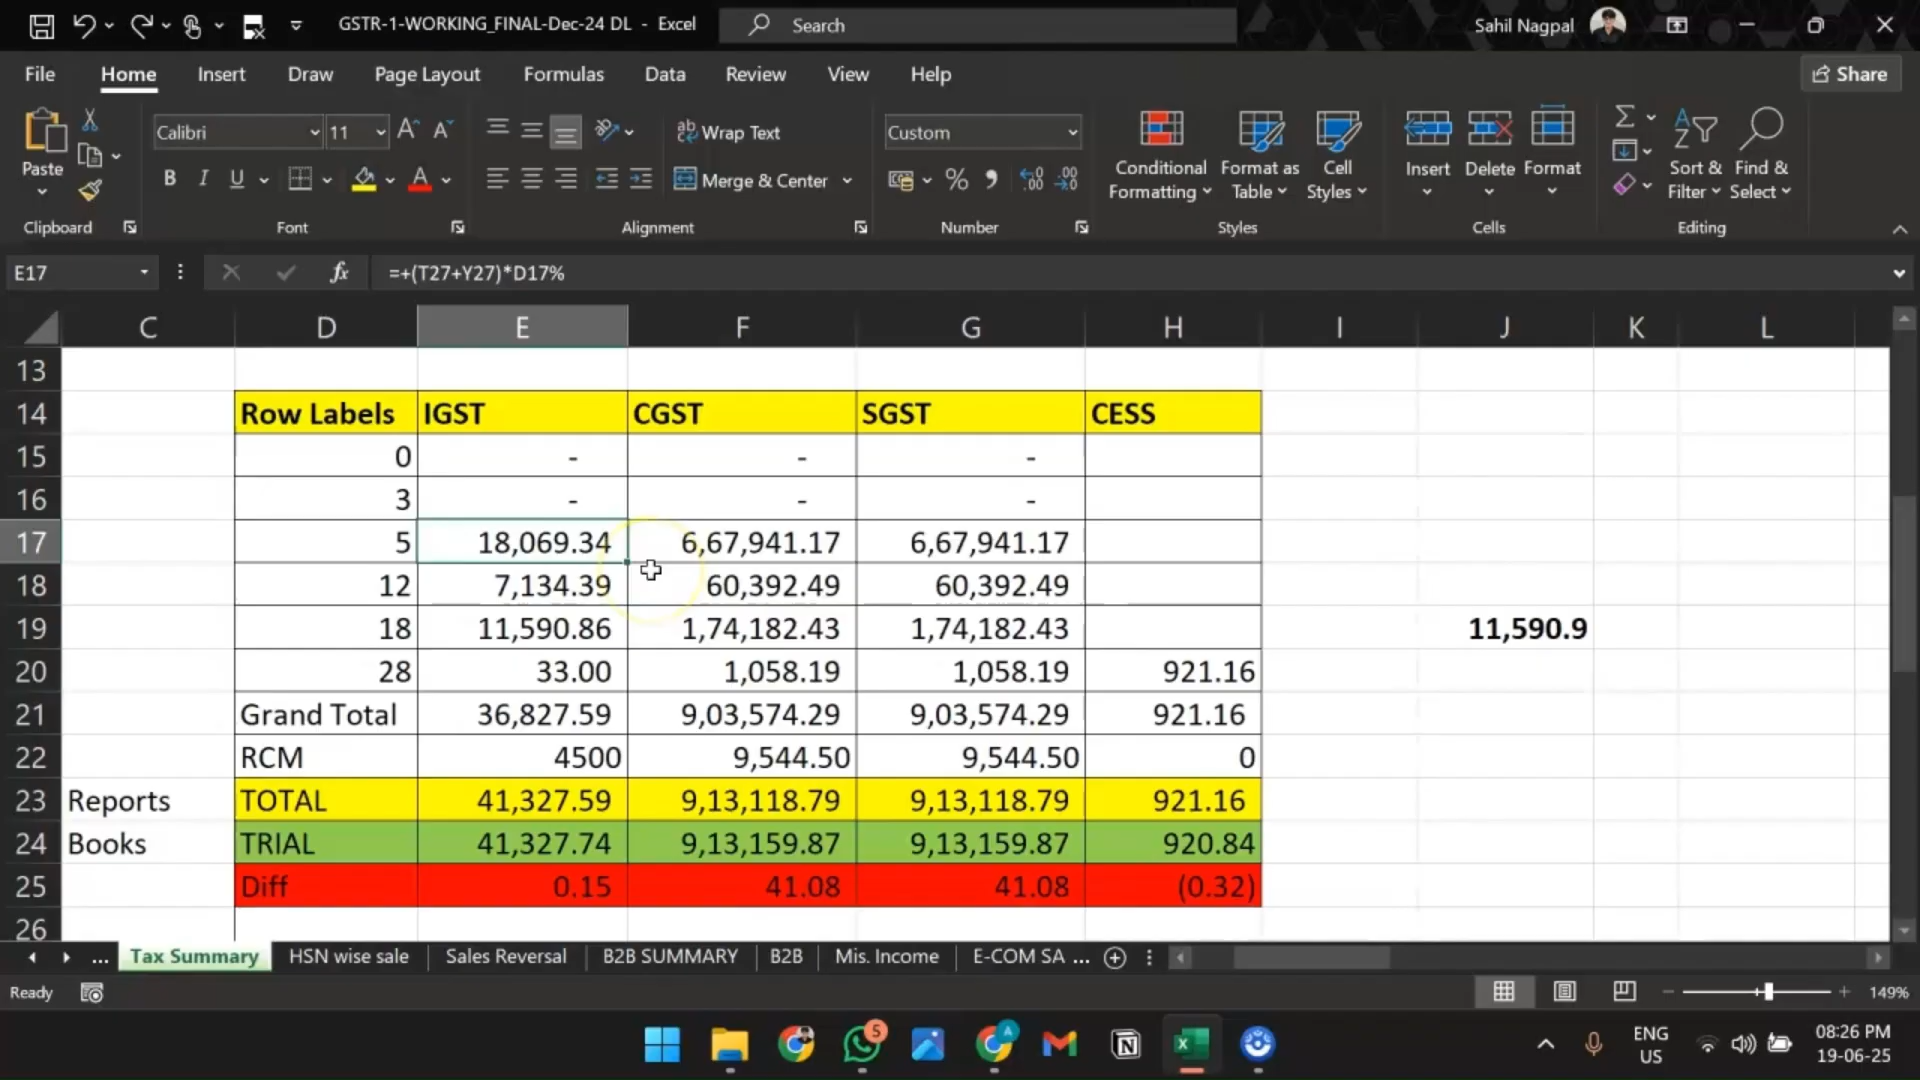 GSTR-1-WORKING_FINAL-Dec-24 DL - Excel
Search
Sahil Nagpal
File Home Insert Draw Page Layout Formulas Data Review View Help
Share
Paste
Clipboard
Calibri 11
B I U
Font
Wrap Text
Merge & Center
Alignment
Custom
Number
Conditional Formatting
Format as Table
Cell Styles
Styles
Insert
Delete
Format
Cells
Sort & Filter
Find & Select
Editing
E17 fx =+(T27+Y27)*D17%
C D E F G H I J K L
13
14 Row Labels IGST CGST SGST CESS
15 0 - - -
16 3 - - -
17 5 18,069.34 6,67,941.17 6,67,941.17
18 12 7,134.39 60,392.49 60,392.49
19 18 11,590.86 1,74,182.43 1,74,182.43 11,590.9
20 28 33.00 1,058.19 1,058.19 921.16
21 Grand Total 36,827.59 9,03,574.29 9,03,574.29 921.16
22 RCM 4500 9,544.50 9,544.50 0
23 Reports TOTAL 41,327.59 9,13,118.79 9,13,118.79 921.16
24 Books TRIAL 41,327.74 9,13,159.87 9,13,159.87 920.84
25 Diff 0.15 41.08 41.08 (0.32)
26
... Tax Summary HSN wise sale Sales Reversal B2B SUMMARY B2B Mis. Income E-COM SA ...
Ready
149%
5
A
ENG
US
08:26 PM
19-06-25